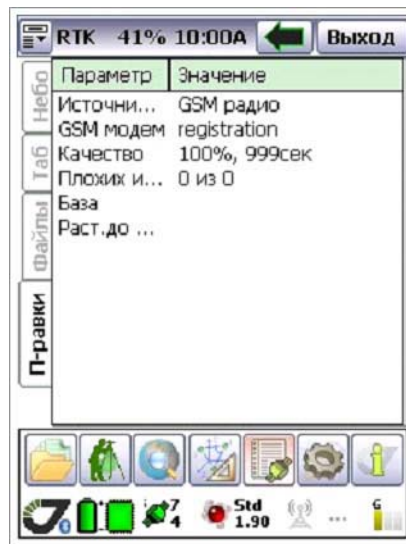 RTK 41% 10:00A Выход
Небо
Таб
Файлы
П-равки
Параметр Значение
Источни... GSM радио
GSM модем registration
Качество 100%, 999сек
Плохих и... 0 из 0
База
Раст.до ...
7
4
Std
1.90
...
G